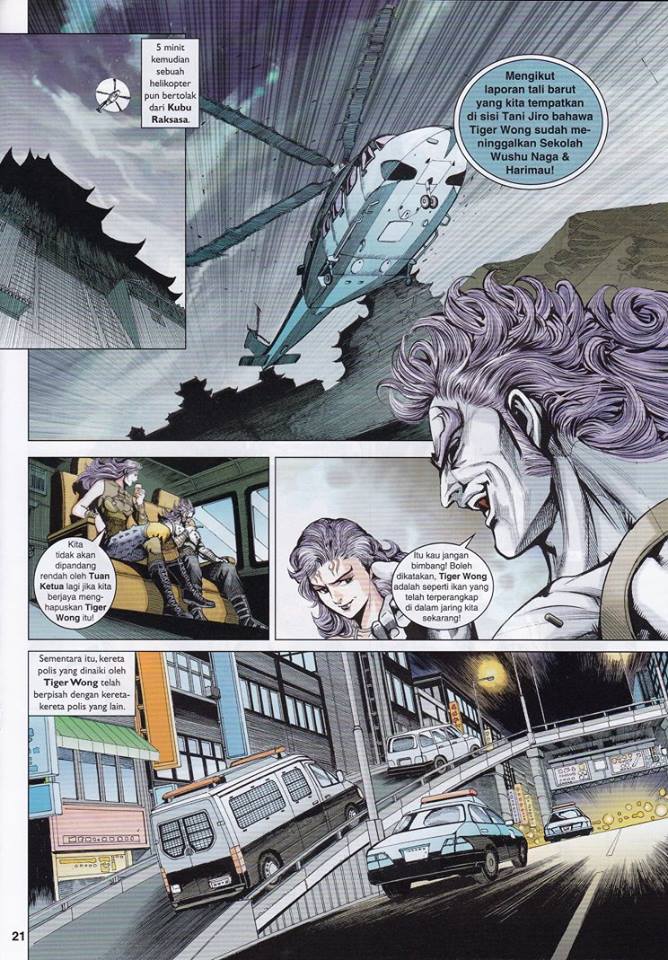 5 minit
kemudian
sebuah
helikopter
pun bertolak
dari Kubu
Raksasa.
Mengikut
laporan tali barut
yang kita tempatkan
di sisi Tani Jiro bahawa
Tiger Wong sudah me-
ninggalkan Sekolah
Wushu Naga &
Harimau!
Kita
tidak akan
dipandang
rendah oleh Tuan
Ketua lagi jika kita
berjaya meng-
hapuskan Tiger
Wong itu!
Itu kau jangan
bimbang! Boleh
dikatakan, Tiger Wong
adalah seperti ikan yang
telah terperangkap
di dalam jaring kita
sekarang!
Sementara itu, kereta
polis yang dinaiki oleh
Tiger Wong telah
berpisah dengan kereta-
kereta polis yang lain.
21